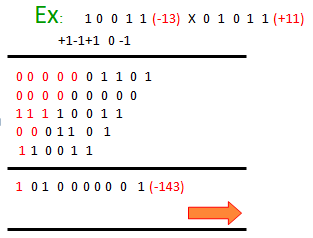 Ex: 1 0 0 1 1 (-13) X 0 1 0 1 1 (+11)
+1-1+1 0 -1
0 0 0 0 0 0 1 1 0 1
0 0 0 0 0 0 0 0 0
1 1 1 1 0 0 1 1
0 0 0 1 1 0 1
1 1 0 0 1 1
1 0 1 0 0 0 0 0 0 1 (-143)